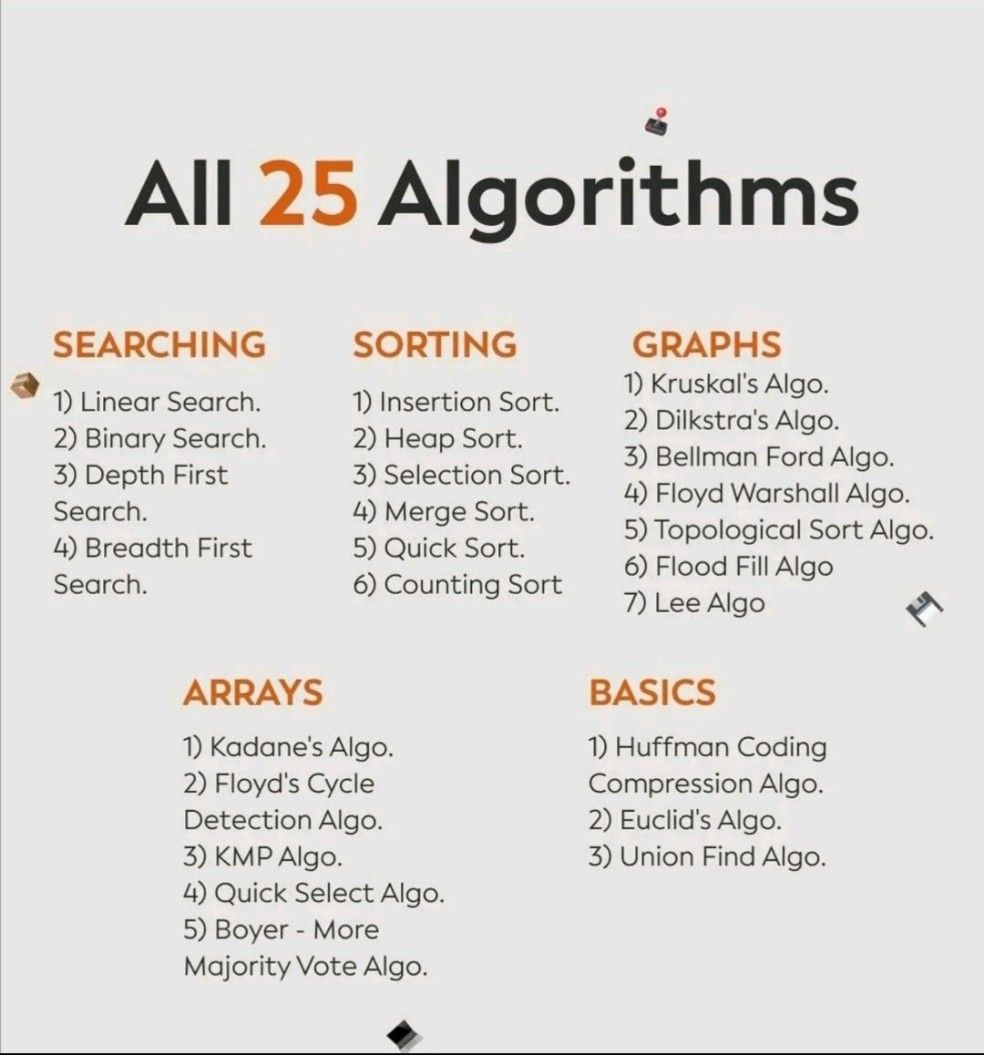 All 25 Algorithms
SEARCHING
1) Linear Search.
2) Binary Search.
3) Depth First
Search.
4) Breadth First
Search.
SORTING
1) Insertion Sort.
2) Heap Sort.
3) Selection Sort.
4) Merge Sort.
5) Quick Sort.
6) Counting Sort
GRAPHS
1) Kruskal's Algo.
2) Dilkstra's Algo.
3) Bellman Ford Algo.
4) Floyd Warshall Algo.
5) Topological Sort Algo.
6) Flood Fill Algo
7) Lee Algo
ARRAYS
1) Kadane's Algo.
2) Floyd's Cycle
Detection Algo.
3) KMP Algo.
4) Quick Select Algo.
5) Boyer - More
Majority Vote Algo.
BASICS
1) Huffman Coding
Compression Algo.
2) Euclid's Algo.
3) Union Find Algo.